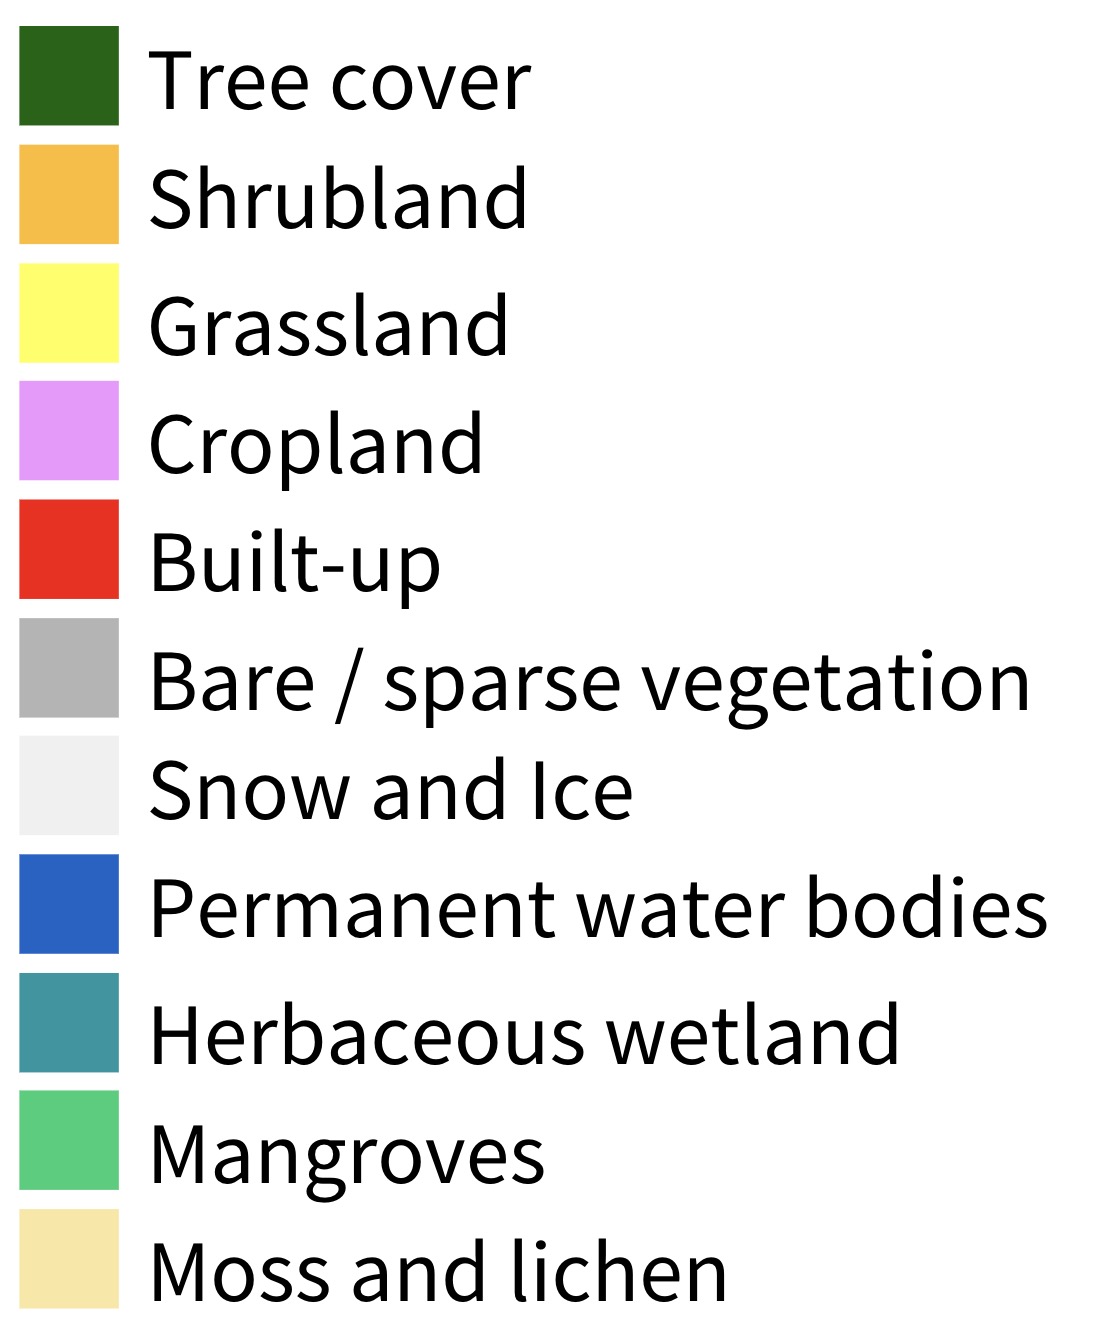 Tree cover
Shrubland
Grassland
Cropland
Built-up
Bare / sparse vegetation
Snow and Ice
Permanent water bodies
Herbaceous wetland
Mangroves
Moss and lichen